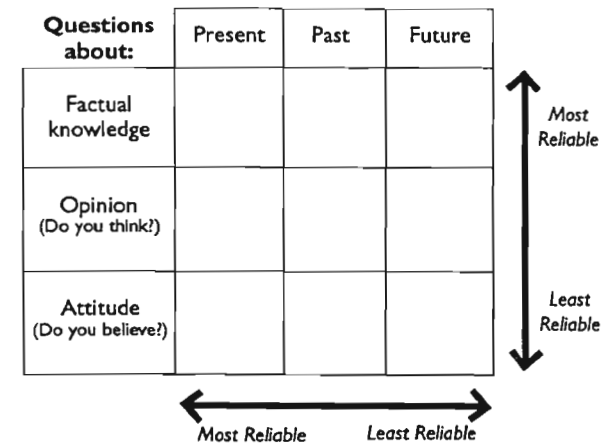 Questions
about:
Present
Past
Future
Factual
knowledge
Opinion
(Do you think?)
Attitude
(Do you believe?)
Most
Reliable
Least
Reliable
Most Reliable
Least Reliable